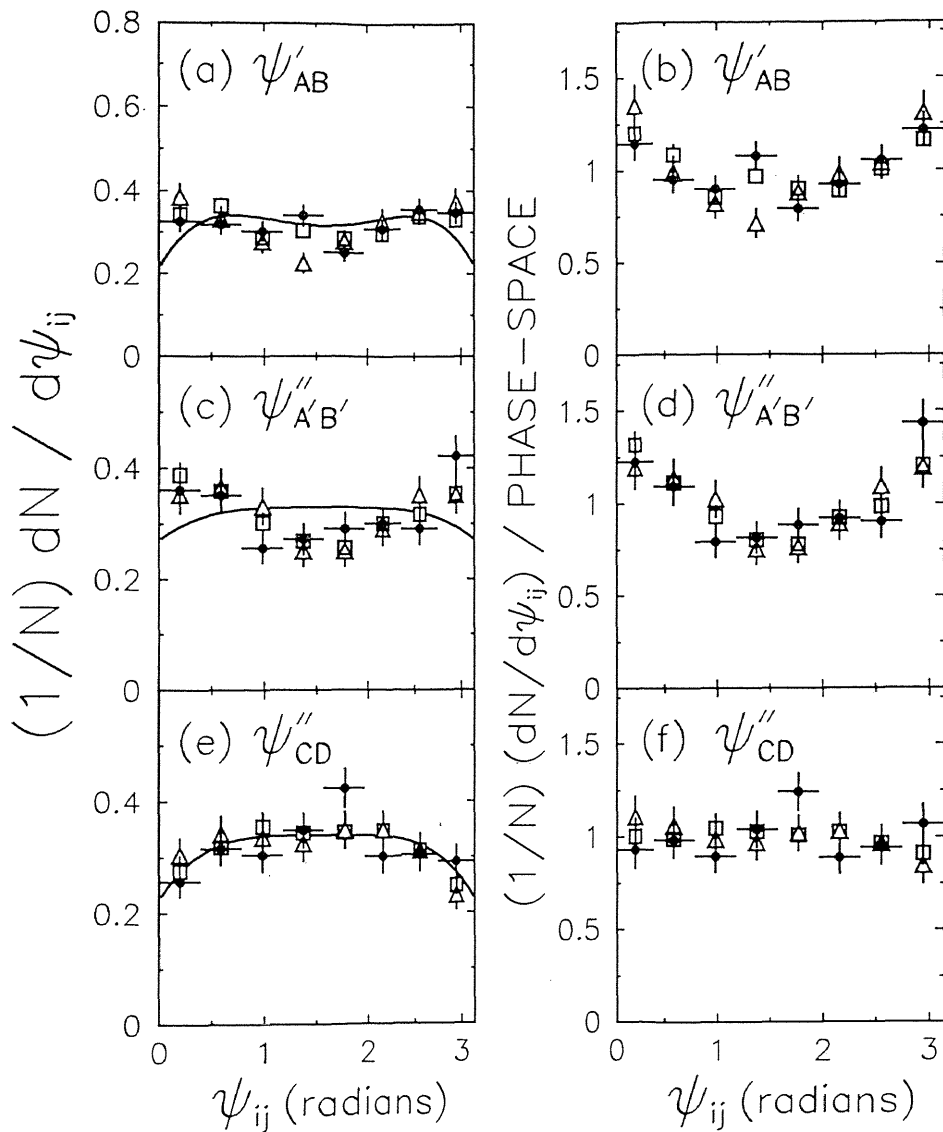 (1/N) dN / dψij
0.8
0.6
0.4
0.2
0
(a) ψ′AB
0.4
0.2
0
(c) ψ″A′B′
0.4
0.2
0
(e) ψ″CD
0 1 2 3
ψij (radians)
(1/N) (dN/dψij) / PHASE-SPACE
1.5
1
0.5
0
(b) ψ′AB
1.5
1
0.5
0
(d) ψ″A′B′
1.5
1
0.5
0
(f) ψ″CD
0 1 2 3
ψij (radians)